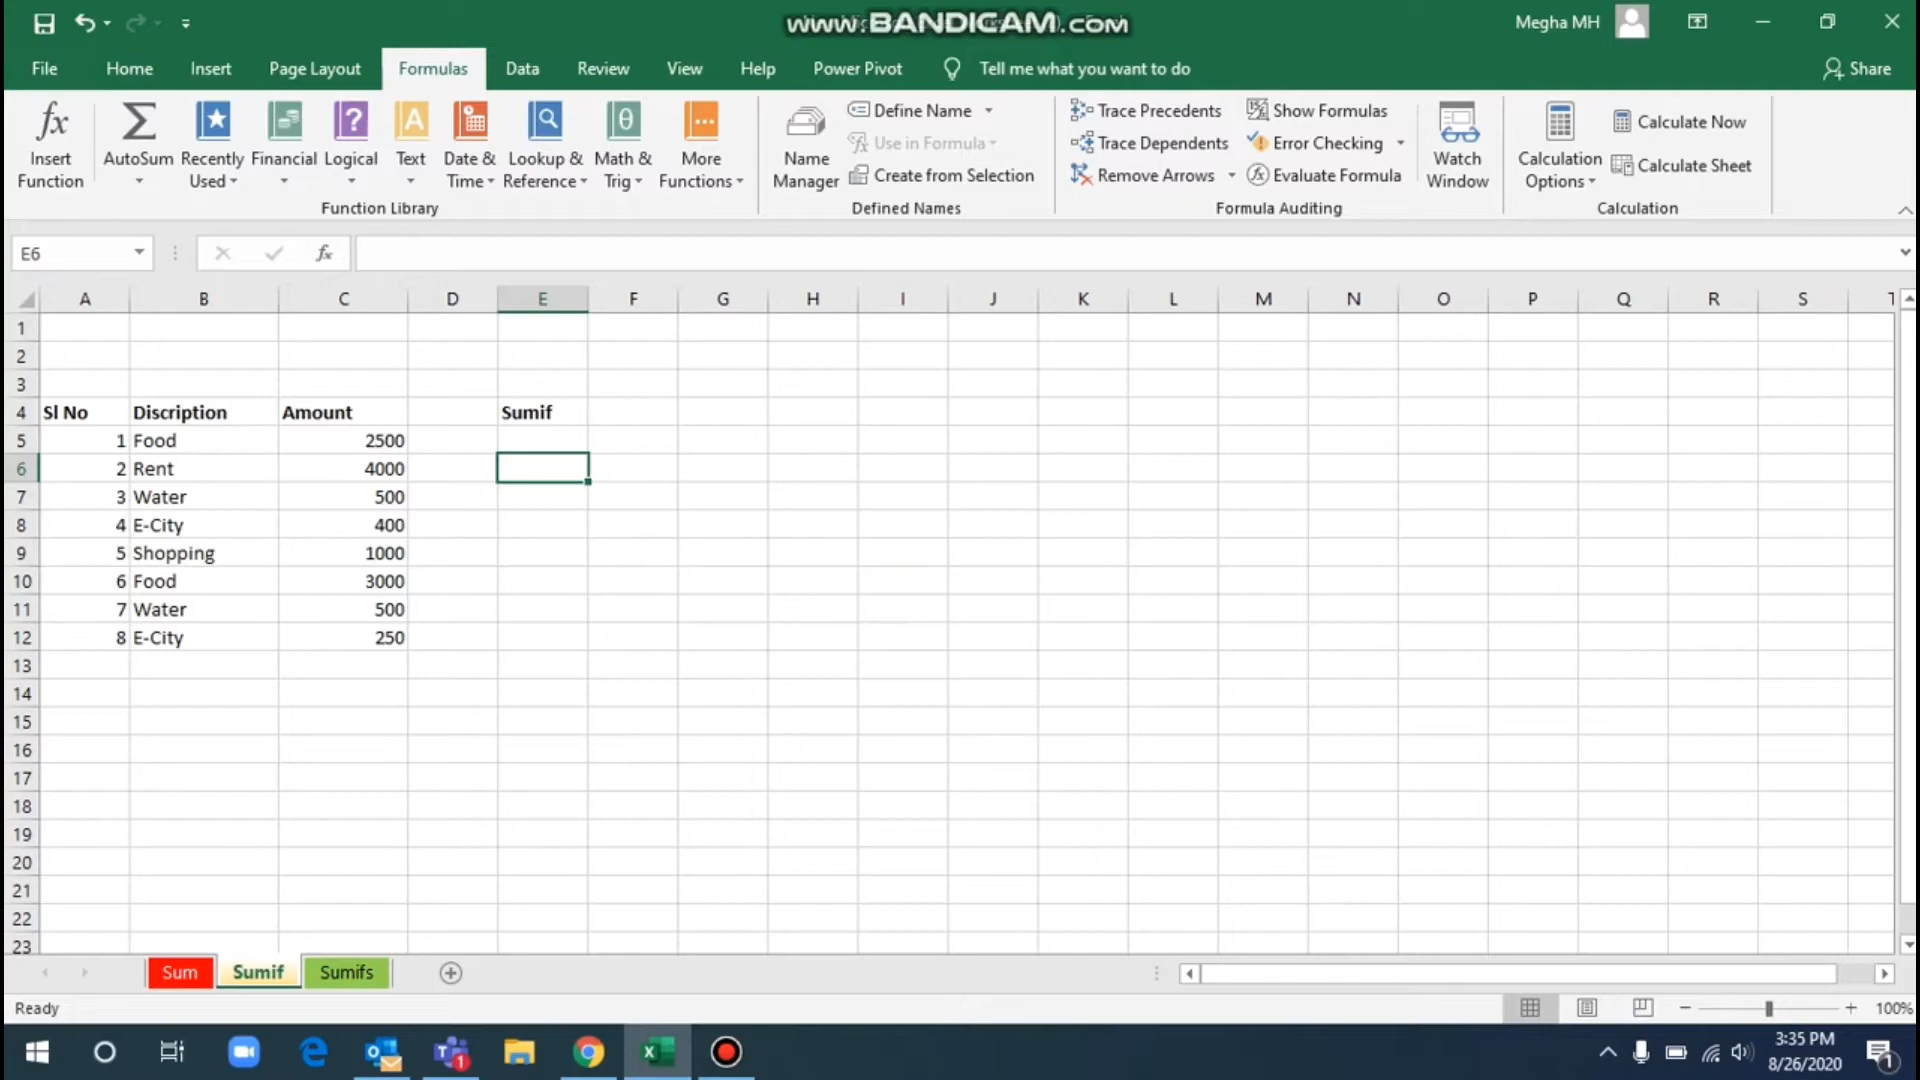 www.BANDICAM.com
Megha MH
File Home Insert Page Layout Formulas Data Review View Help Power Pivot Tell me what you want to do Share
Insert Function
AutoSum
Recently Used
Financial
Logical
Text
Date & Time
Lookup & Reference
Math & Trig
More Functions
Function Library
Name Manager
Define Name
Use in Formula
Create from Selection
Defined Names
Trace Precedents
Trace Dependents
Remove Arrows
Show Formulas
Error Checking
Evaluate Formula
Formula Auditing
Watch Window
Calculation Options
Calculate Now
Calculate Sheet
Calculation
E6 fx
A B C D E F G H I J K L M N O P Q R S T
1
2
3
4 Sl No Discription Amount Sumif
5 1 Food 2500
6 2 Rent 4000
7 3 Water 500
8 4 E-City 400
9 5 Shopping 1000
10 6 Food 3000
11 7 Water 500
12 8 E-City 250
13
14
15
16
17
18
19
20
21
22
23
Sum Sumif Sumifs
Ready 100%
3:35 PM
8/26/2020